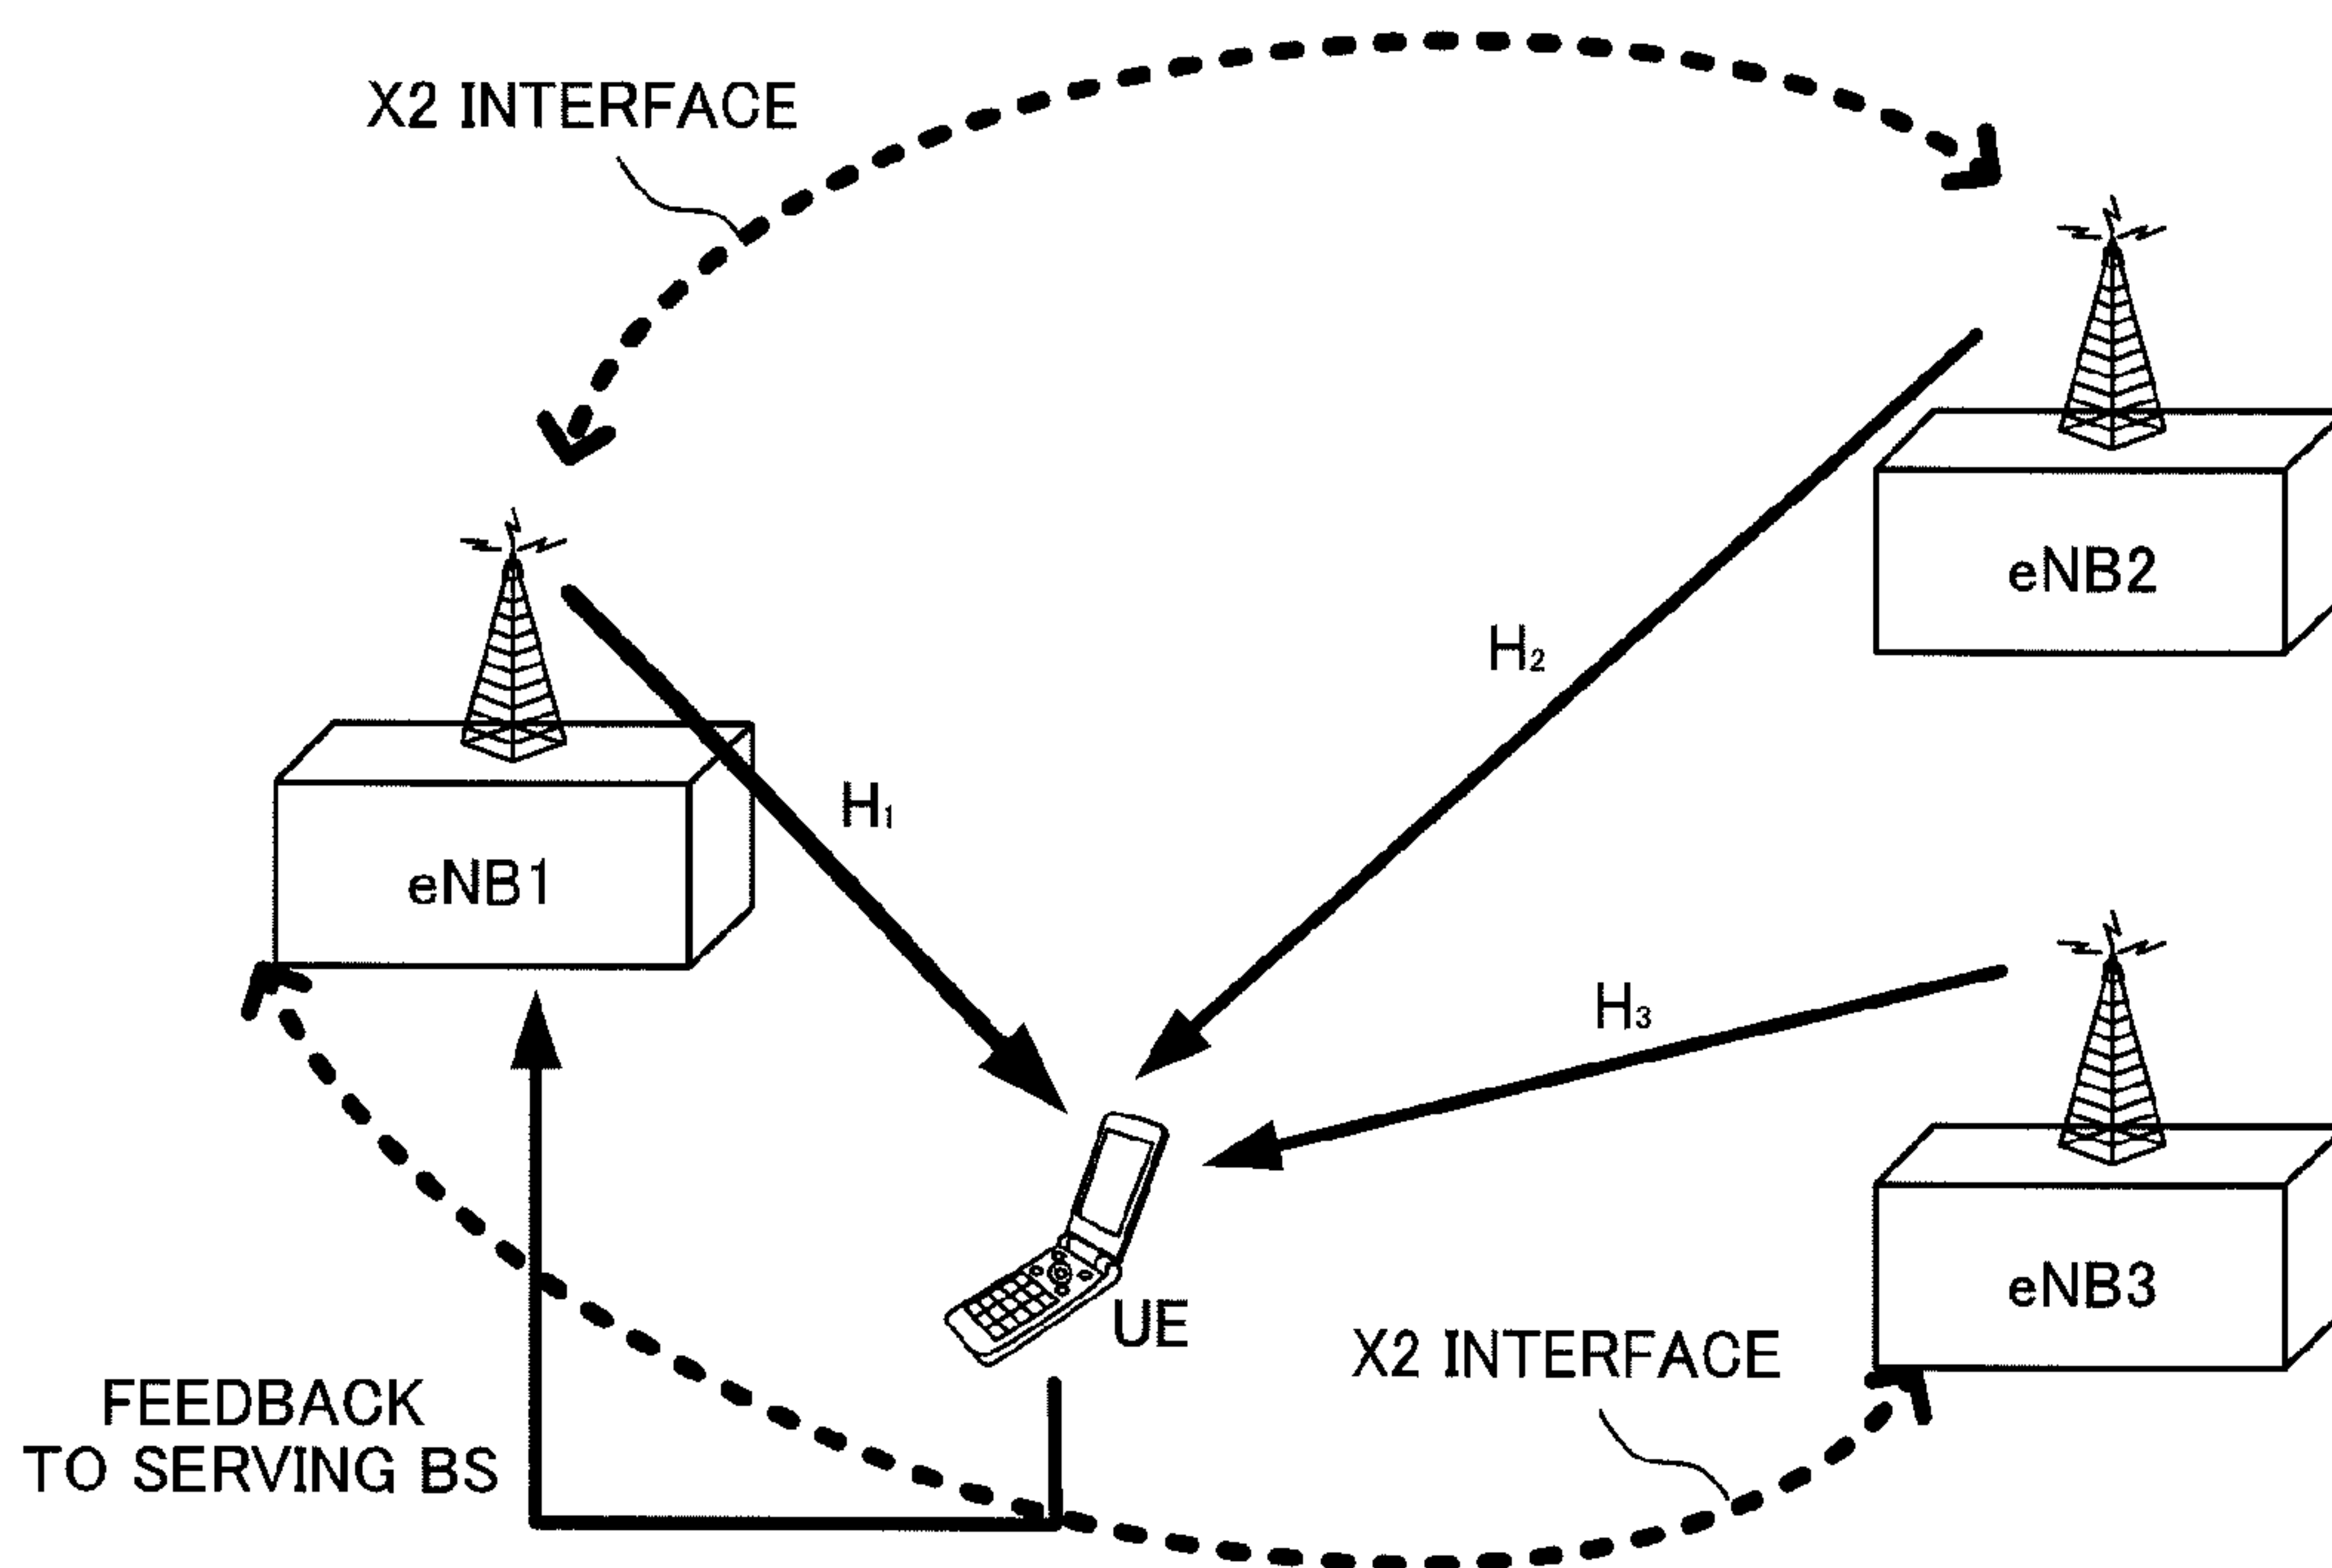 X2 INTERFACE
eNB2
H₂
H₁
eNB1
H₃
eNB3
UE
X2 INTERFACE
FEEDBACK
TO SERVING BS